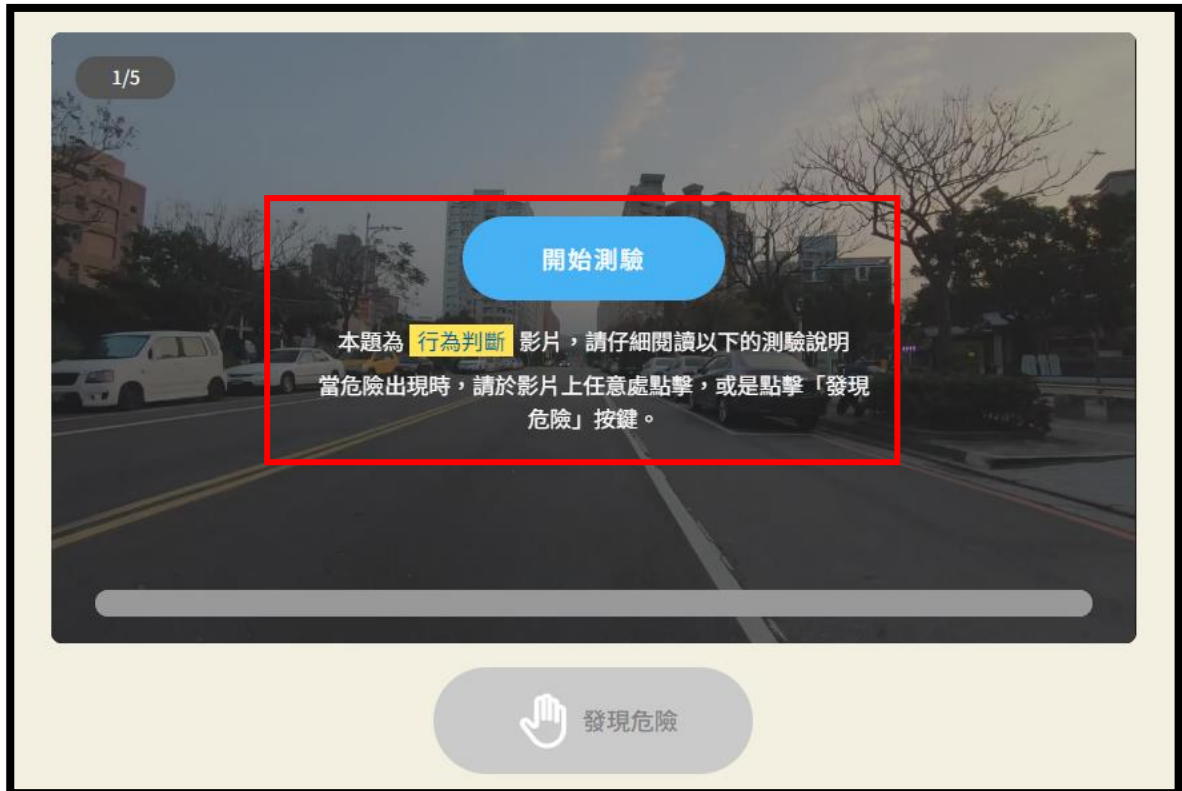 1/5
開始測驗
本題為 行為判斷 影片，請仔細閱讀以下的測驗說明
當危險出現時，請於影片上任意處點擊，或是點擊「發現
危險」按鍵。
發現危險